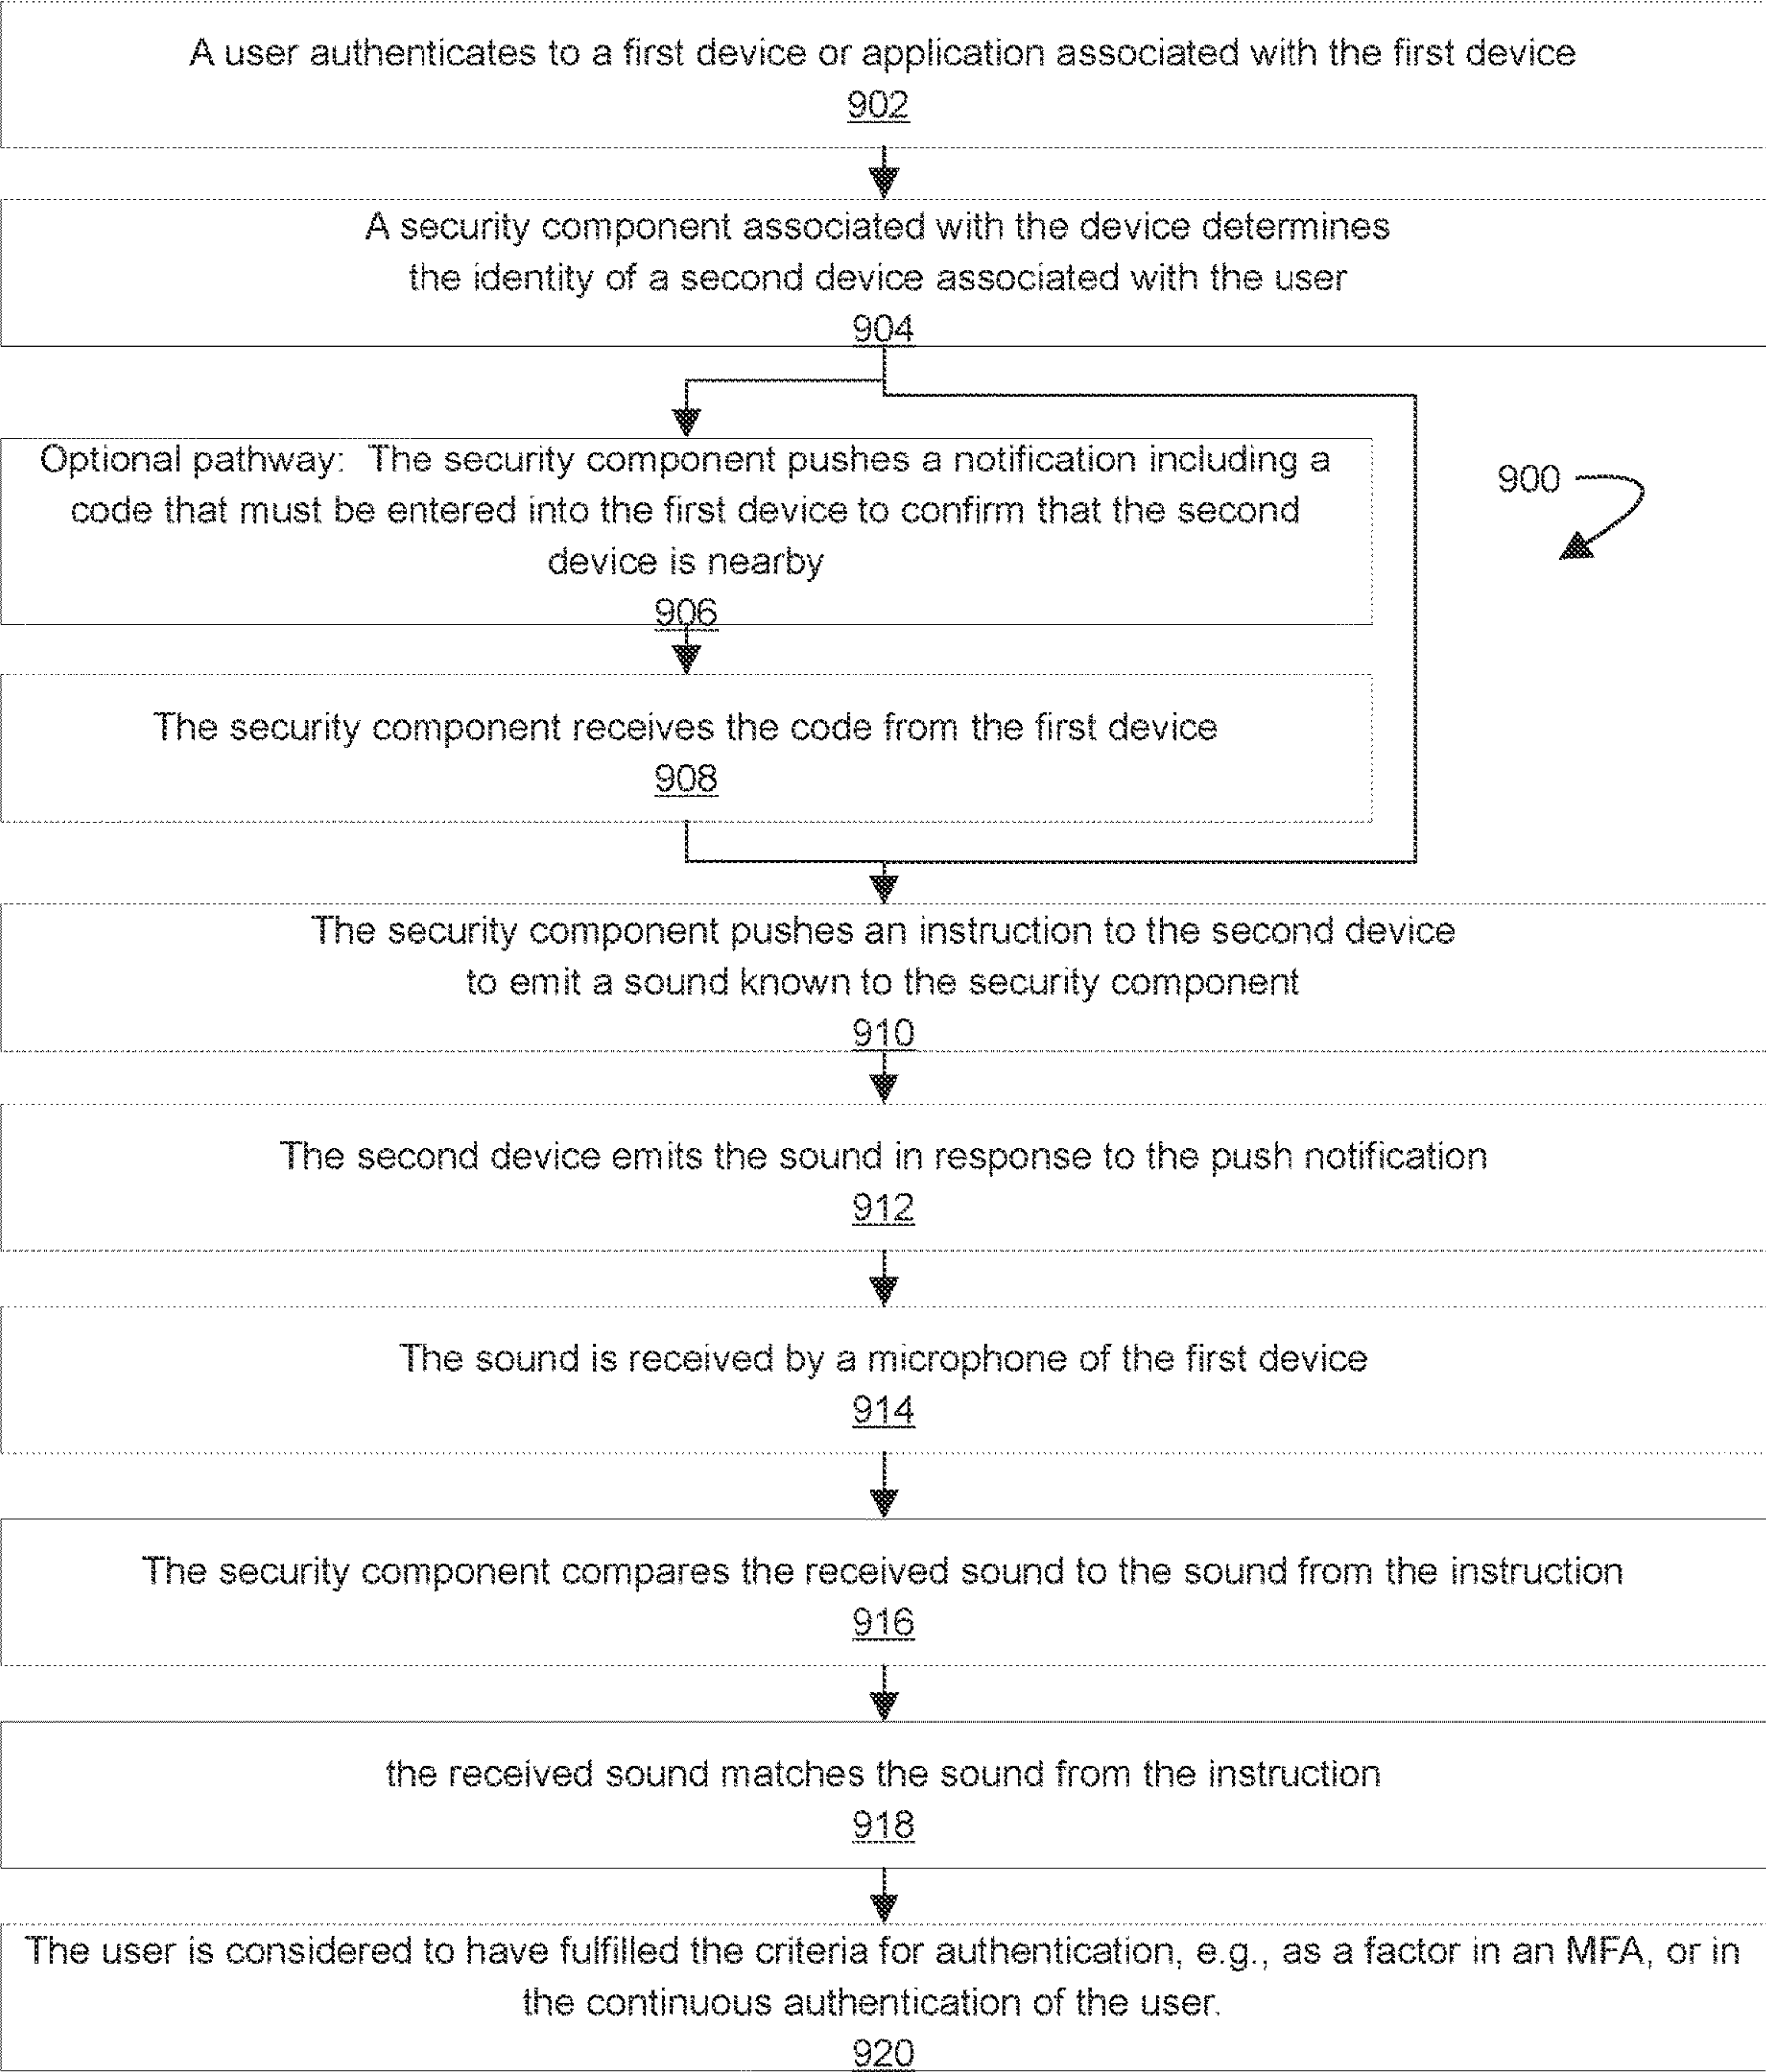 A user authenticates to a first device or application associated with the first device
902
A security component associated with the device determines
the identity of a second device associated with the user
904
Optional pathway: The security component pushes a notification including a
code that must be entered into the first device to confirm that the second
device is nearby
906
900
The security component receives the code from the first device
908
The security component pushes an instruction to the second device
to emit a sound known to the security component
910
The second device emits the sound in response to the push notification
912
The sound is received by a microphone of the first device
914
The security component compares the received sound to the sound from the instruction
916
the received sound matches the sound from the instruction
918
The user is considered to have fulfilled the criteria for authentication, e.g., as a factor in an MFA, or in
the continuous authentication of the user.
920